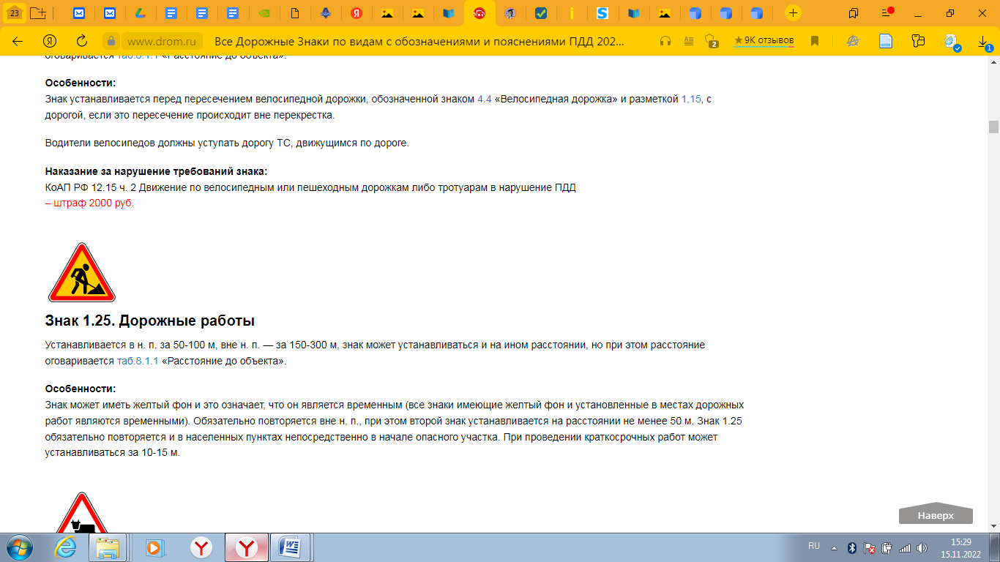 23
www.drom.ru
Все Дорожные Знаки по видам с обозначениями и пояснениями ПДД 202...
2
★ 9К отзывов
1
оговаривается таб.8.1.1 «Расстояние до объекта».
Особенности:
Знак устанавливается перед пересечением велосипедной дорожки, обозначенной знаком 4.4 «Велосипедная дорожка» и разметкой 1.15, с
дорогой, если это пересечение происходит вне перекрестка.
Водители велосипедов должны уступать дорогу ТС, движущимся по дороге.
Наказание за нарушение требований знака:
КоАП РФ 12.15 ч. 2 Движение по велосипедным или пешеходным дорожкам либо тротуарам в нарушение ПДД
– штраф 2000 руб.
Знак 1.25. Дорожные работы
Устанавливается в н. п. за 50-100 м, вне н. п. — за 150-300 м, знак может устанавливаться и на ином расстоянии, но при этом расстояние
оговаривается таб.8.1.1 «Расстояние до объекта».
Особенности:
Знак может иметь желтый фон и это означает, что он является временным (все знаки имеющие желтый фон и установленные в местах дорожных
работ являются временными). Обязательно повторяется вне н. п., при этом второй знак устанавливается на расстоянии не менее 50 м. Знак 1.25
обязательно повторяется и в населенных пунктах непосредственно в начале опасного участка. При проведении краткосрочных работ может
устанавливаться за 10-15 м.
Наверх
RU
15:29
15.11.2022